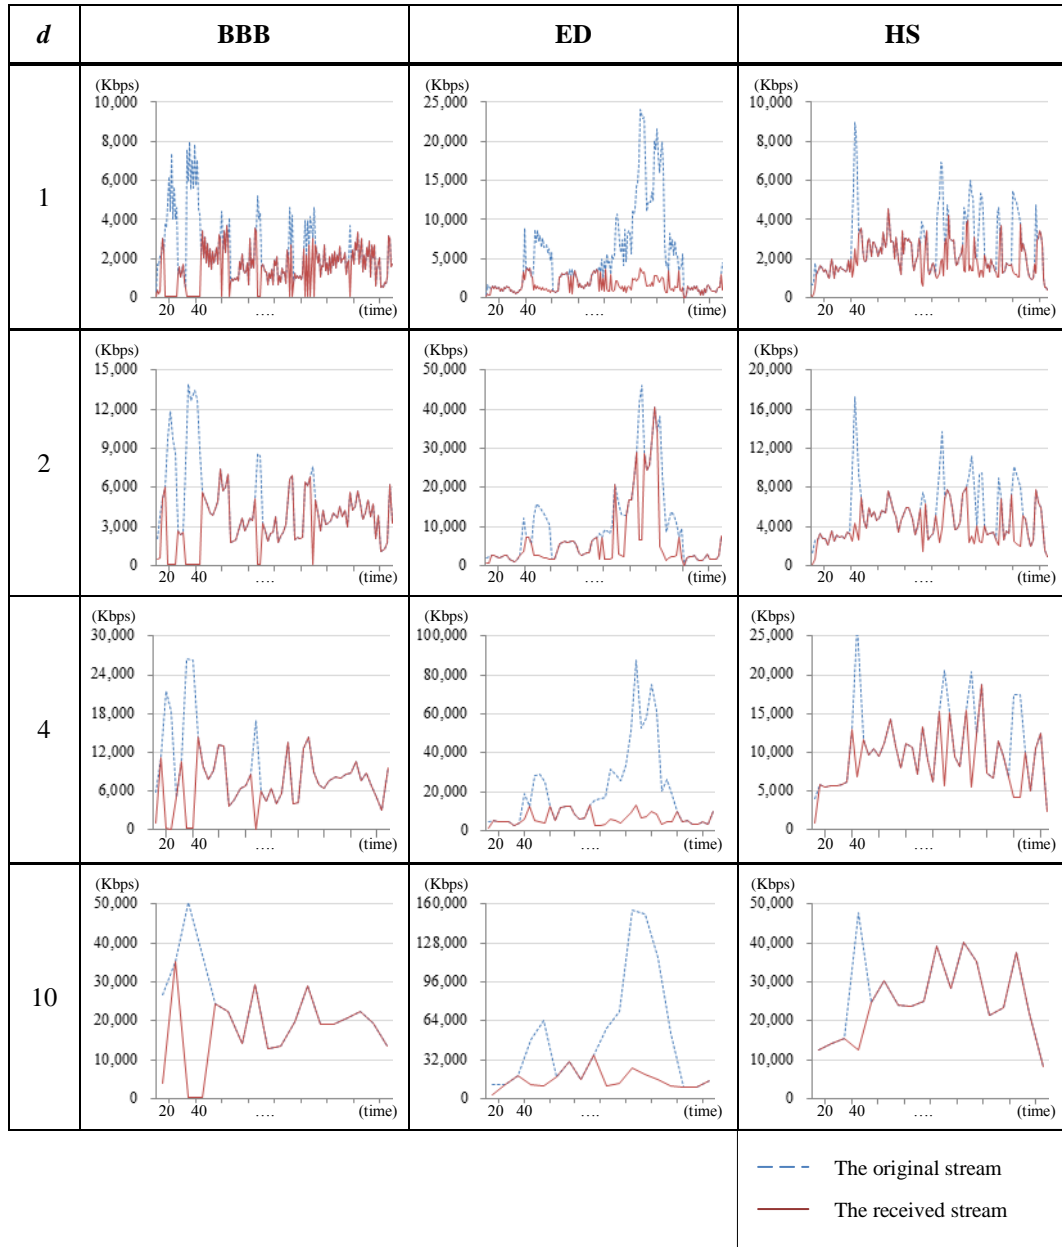 d BBB ED HS
1
(Kbps)
10,000
8,000
6,000
4,000
2,000
0
20 40 …. (time)
(Kbps)
25,000
20,000
15,000
10,000
5,000
0
20 40 …. (time)
(Kbps)
10,000
8,000
6,000
4,000
2,000
0
20 40 …. (time)
2
(Kbps)
15,000
12,000
9,000
6,000
3,000
0
20 40 …. (time)
(Kbps)
50,000
40,000
30,000
20,000
10,000
0
20 40 …. (time)
(Kbps)
20,000
16,000
12,000
8,000
4,000
0
20 40 …. (time)
4
(Kbps)
30,000
24,000
18,000
12,000
6,000
0
20 40 …. (time)
(Kbps)
100,000
80,000
60,000
40,000
20,000
0
20 40 …. (time)
(Kbps)
25,000
20,000
15,000
10,000
5,000
0
20 40 …. (time)
10
(Kbps)
50,000
40,000
30,000
20,000
10,000
0
20 40 …. (time)
(Kbps)
160,000
128,000
96,000
64,000
32,000
0
20 40 …. (time)
(Kbps)
50,000
40,000
30,000
20,000
10,000
0
20 40 …. (time)
The original stream
The received stream